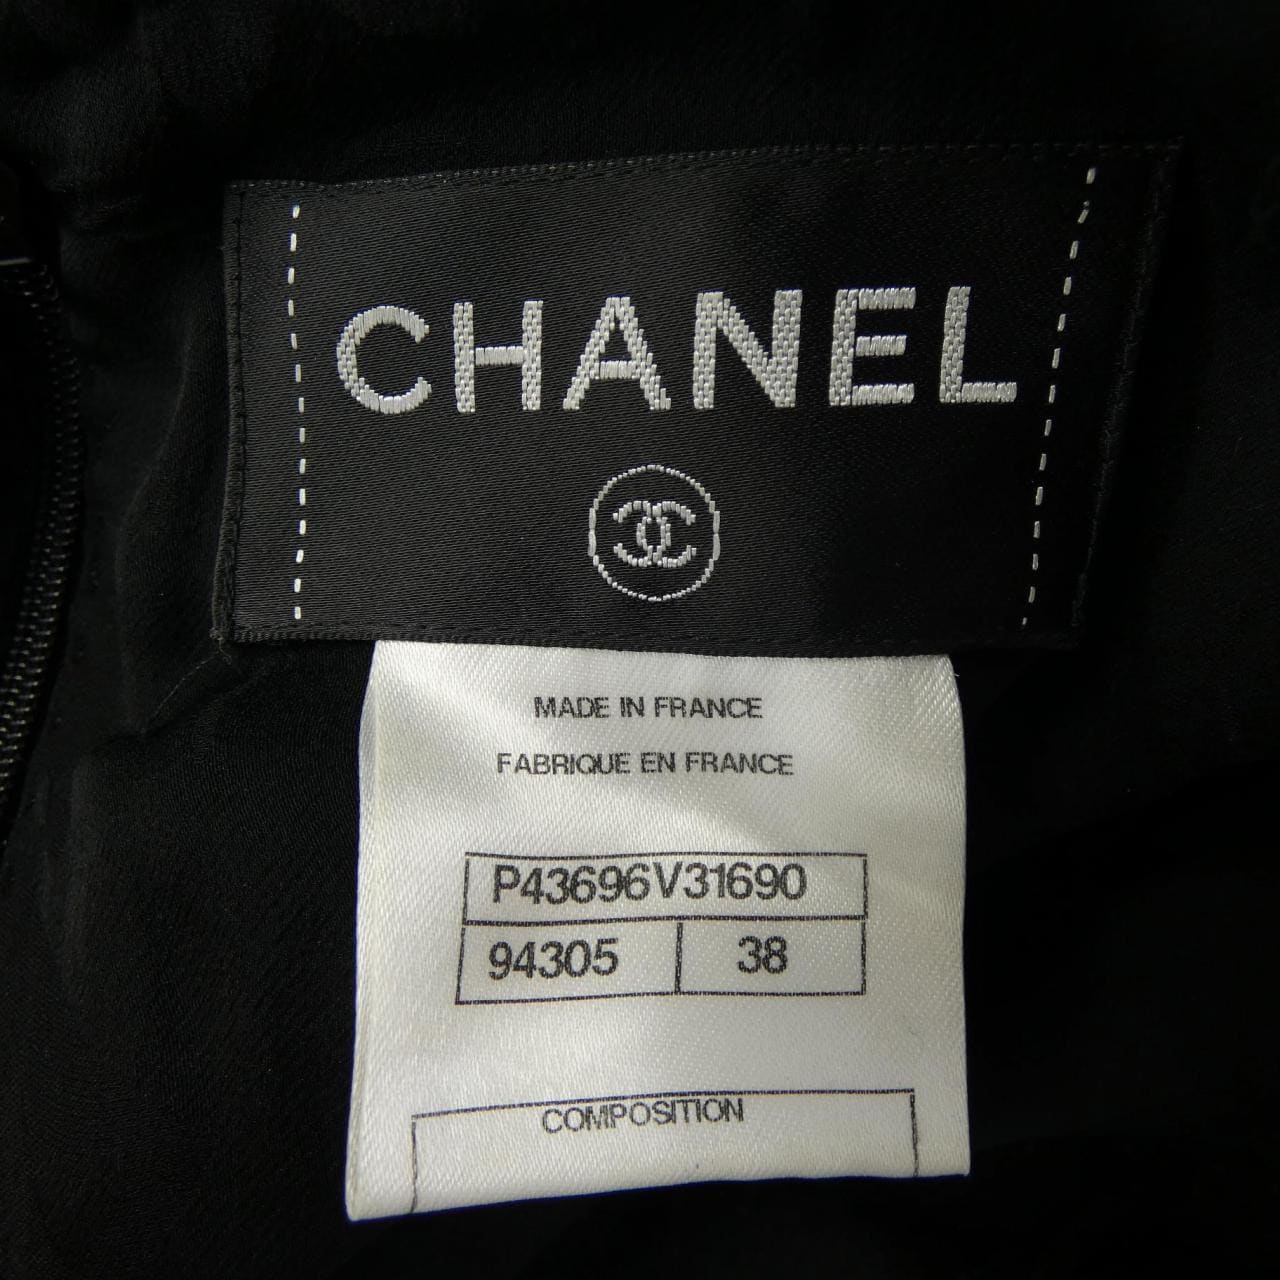 CHANEL
MADE IN FRANCE
FABRIQUE EN FRANCE
P43696V31690
94305 38
COMPOSITION